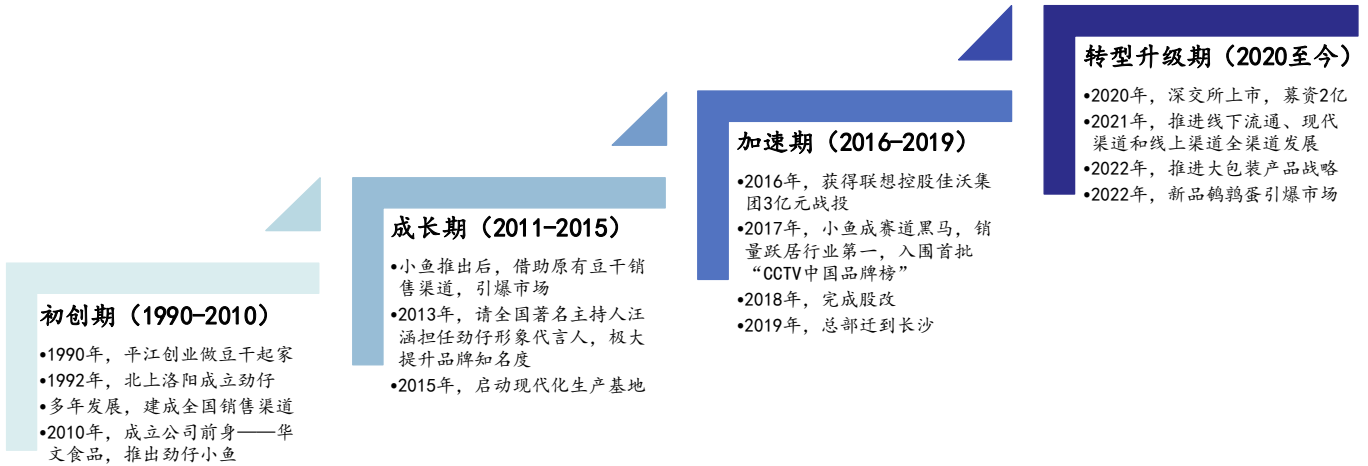 初创期（1990-2010）
•1990年，平江创业做豆干起家
•1992年，北上洛阳成立劲仔
•多年发展，建成全国销售渠道
•2010年，成立公司前身——华
文食品，推出劲仔小鱼
成长期（2011-2015）
•小鱼推出后，借助原有豆干销
售渠道，引爆市场
•2013年，请全国著名主持人汪
涵担任劲仔形象代言人，极大
提升品牌知名度
•2015年，启动现代化生产基地
加速期（2016-2019）
•2016年，获得联想控股佳沃集
团3亿元战投
•2017年，小鱼成赛道黑马，销
量跃居行业第一，入围首批
“CCTV中国品牌榜”
•2018年，完成股改
•2019年，总部迁到长沙
转型升级期（2020至今）
•2020年，深交所上市，募资2亿
•2021年，推进线下流通、现代
渠道和线上渠道全渠道发展
•2022年，推进大包装产品战略
•2022年，新品鹌鹑蛋引爆市场